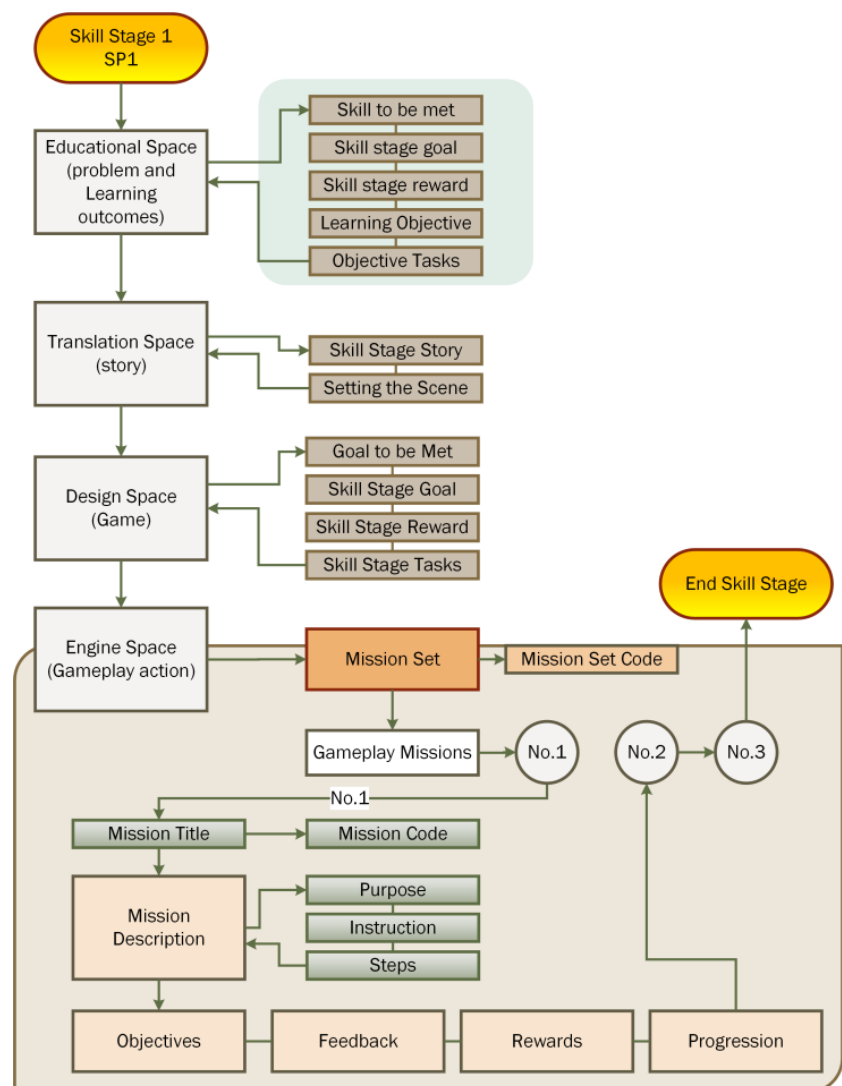 Skill Stage 1
SP1
Educational Space
(problem and
Learning
outcomes)
Skill to be met
Skill stage goal
Skill stage reward
Learning Objective
Objective Tasks
Translation Space
(story)
Skill Stage Story
Setting the Scene
Design Space
(Game)
Goal to be Met
Skill Stage Goal
Skill Stage Reward
Skill Stage Tasks
End Skill Stage
Engine Space
(Gameplay action)
Mission Set
Mission Set Code
Gameplay Missions
No.1
No.2
No.3
No.1
Mission Title
Mission Code
Mission
Description
Purpose
Instruction
Steps
Objectives
Feedback
Rewards
Progression